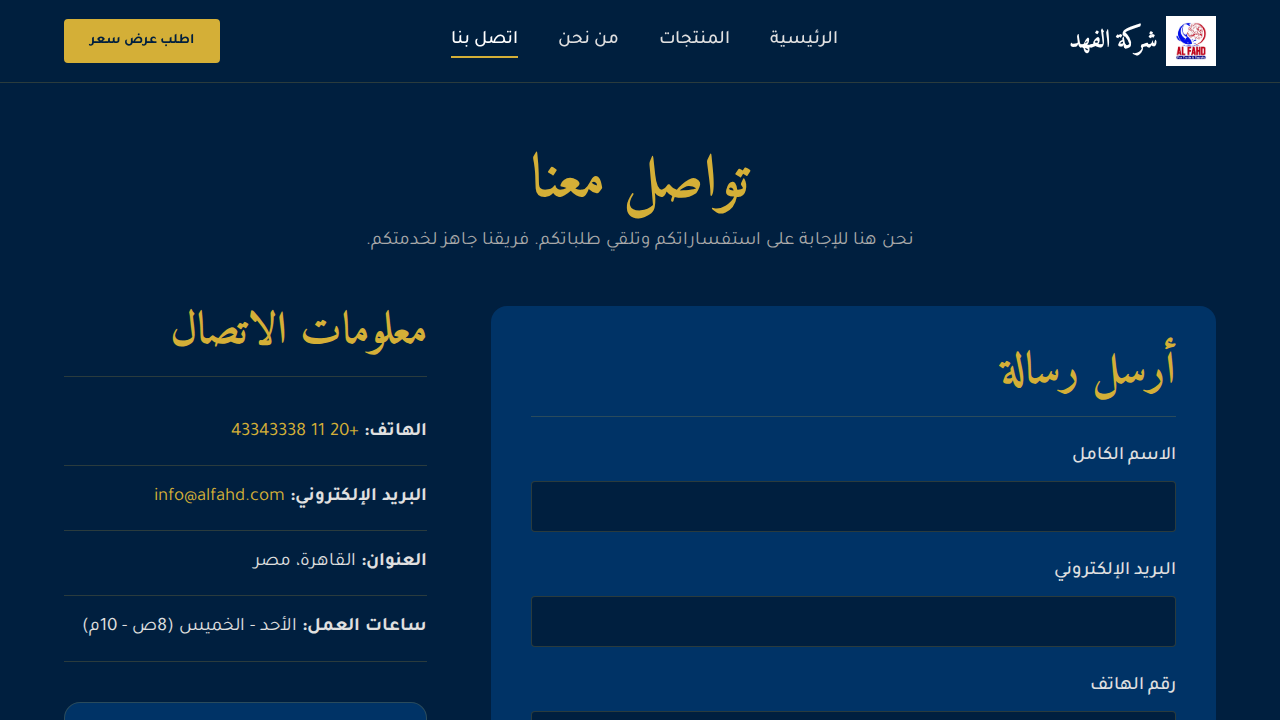 AL FAHD
شركة الفهد
الرئيسية
المنتجات
من نحن
اتصل بنا
اطلب عرض سعر
تواصل معنا
نحن هنا للإجابة على استفساراتكم وتلقي طلباتكم. فريقنا جاهز لخدمتكم.
أرسل رسالة
الاسم الكامل
البريد الإلكتروني
رقم الهاتف
معلومات الاتصال
الهاتف: +20 11 43343338
البريد الإلكتروني: info@alfahd.com
العنوان: القاهرة، مصر
ساعات العمل: الأحد - الخميس (8ص - 10م)